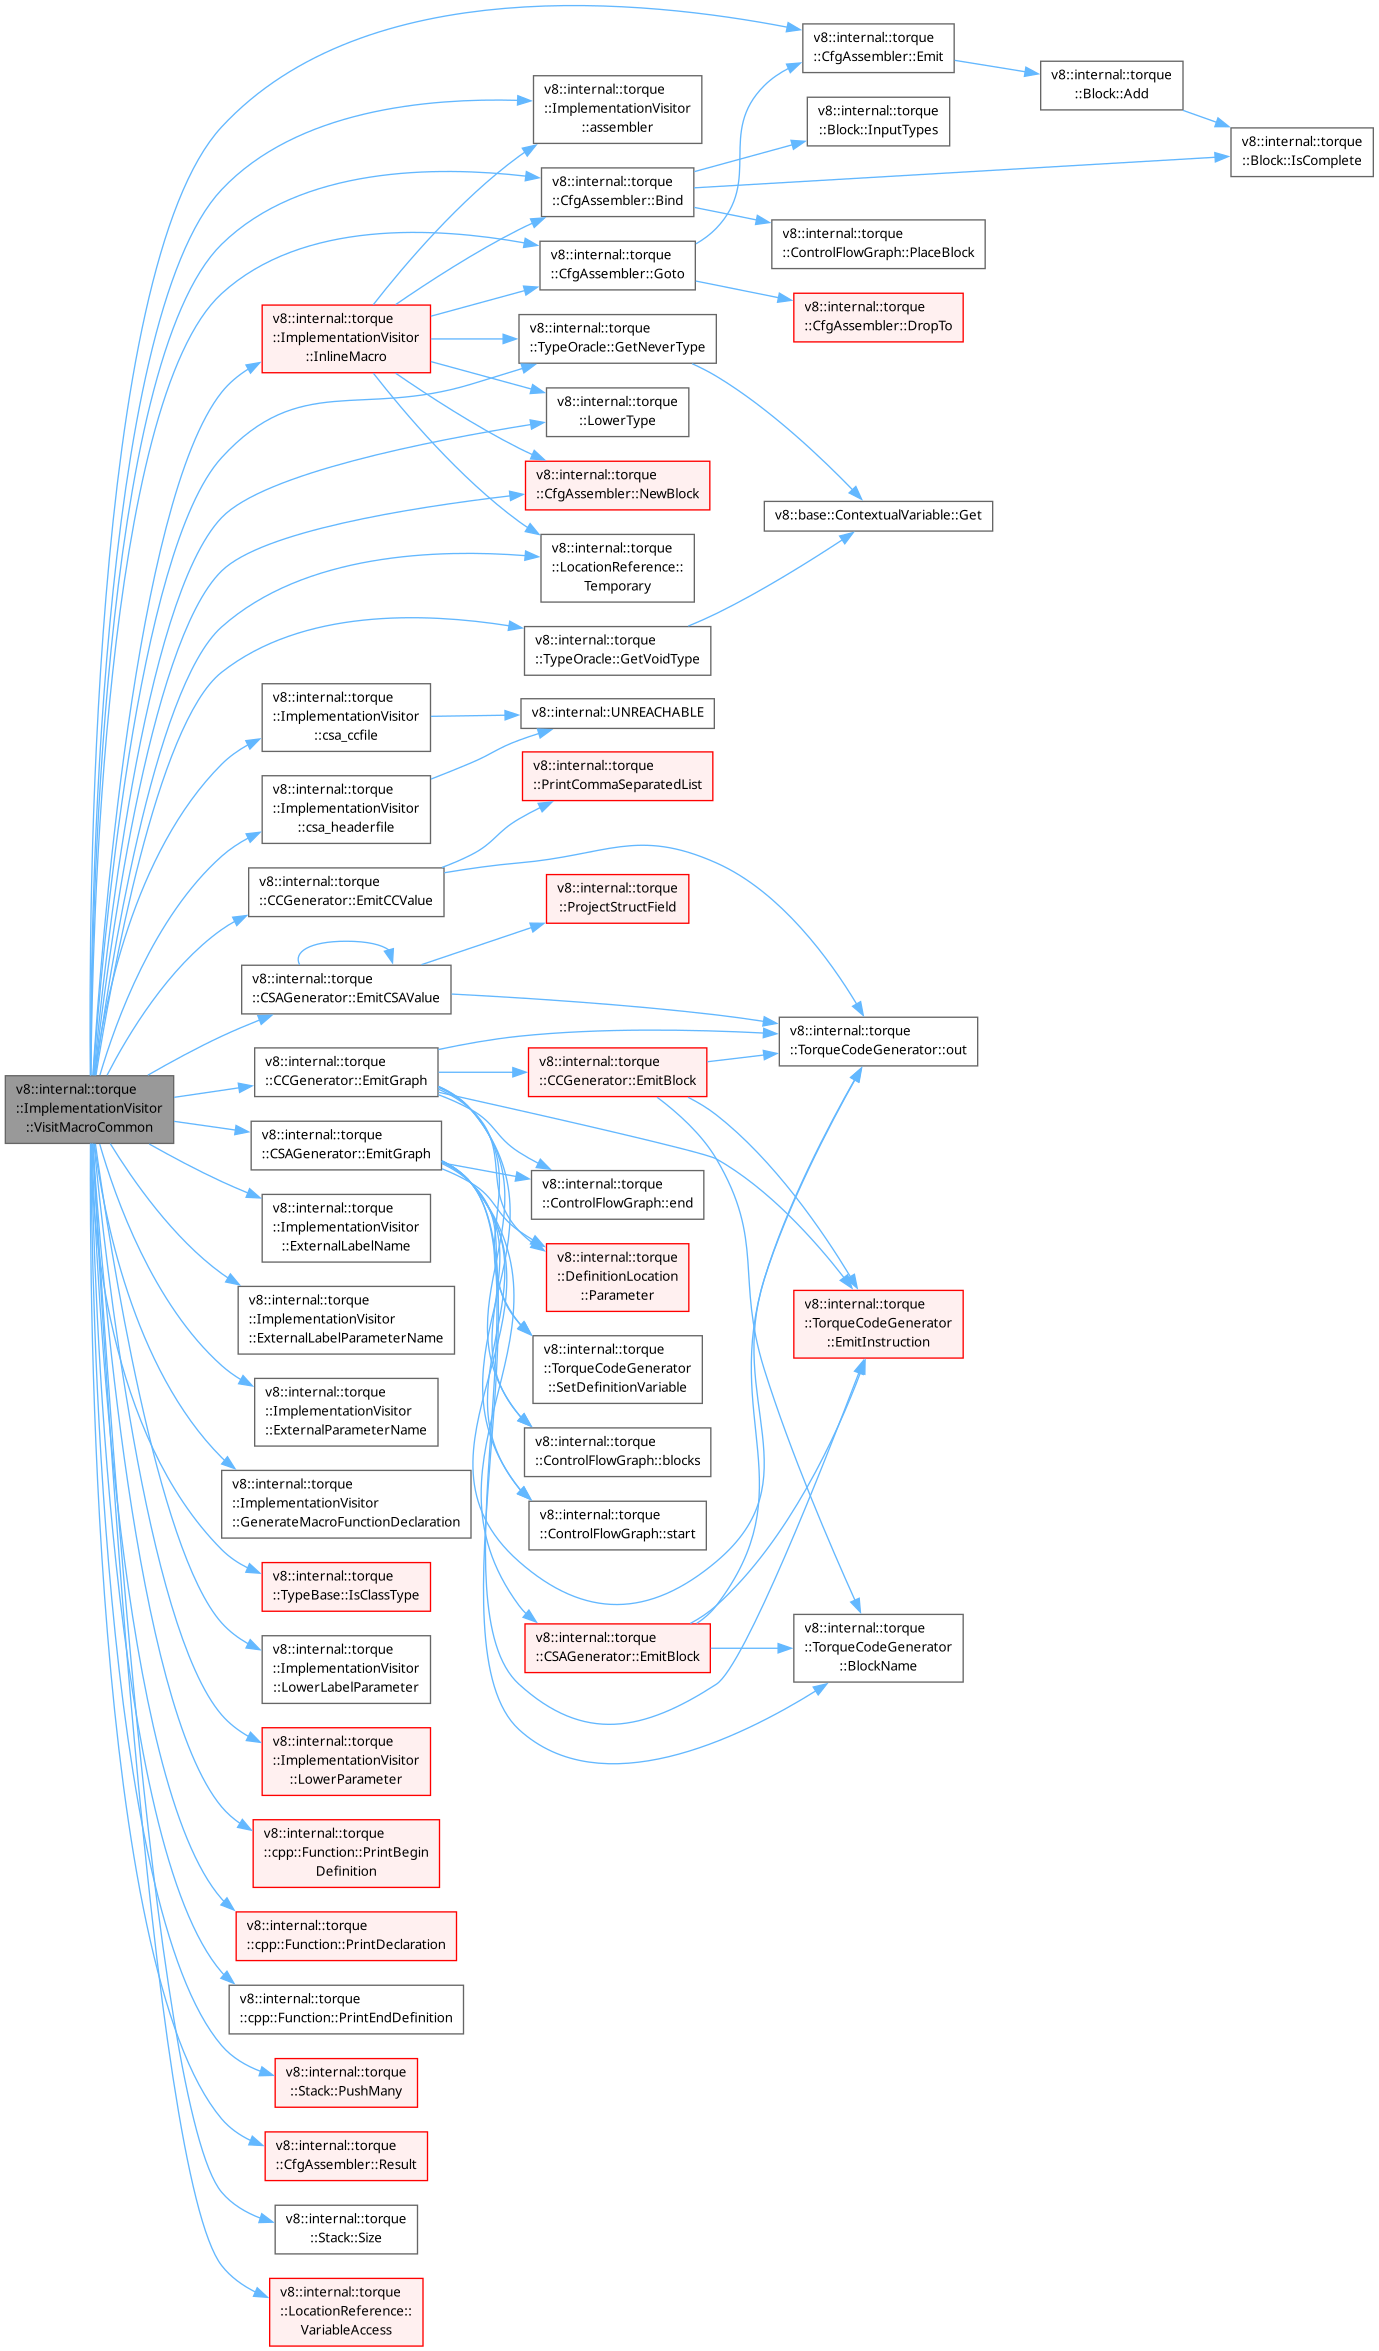 v8::internal::torque
::ImplementationVisitor
::VisitMacroCommon
v8::internal::torque
::ImplementationVisitor
::InlineMacro
v8::internal::torque
::ImplementationVisitor
::csa_ccfile
v8::internal::torque
::ImplementationVisitor
::csa_headerfile
v8::internal::torque
::CCGenerator::EmitCCValue
v8::internal::torque
::CSAGenerator::EmitCSAValue
v8::internal::torque
::CCGenerator::EmitGraph
v8::internal::torque
::CSAGenerator::EmitGraph
v8::internal::torque
::ImplementationVisitor
::ExternalLabelName
v8::internal::torque
::ImplementationVisitor
::ExternalLabelParameterName
v8::internal::torque
::ImplementationVisitor
::ExternalParameterName
v8::internal::torque
::ImplementationVisitor
::GenerateMacroFunctionDeclaration
v8::internal::torque
::TypeBase::IsClassType
v8::internal::torque
::ImplementationVisitor
::LowerLabelParameter
v8::internal::torque
::ImplementationVisitor
::LowerParameter
v8::internal::torque
::cpp::Function::PrintBegin
Definition
v8::internal::torque
::cpp::Function::PrintDeclaration
v8::internal::torque
::cpp::Function::PrintEndDefinition
v8::internal::torque
::Stack::PushMany
v8::internal::torque
::CfgAssembler::Result
v8::internal::torque
::Stack::Size
v8::internal::torque
::LocationReference::
VariableAccess
v8::internal::torque
::ImplementationVisitor
::assembler
v8::internal::torque
::CfgAssembler::Bind
v8::internal::torque
::CfgAssembler::Goto
v8::internal::torque
::TypeOracle::GetNeverType
v8::internal::torque
::LowerType
v8::internal::torque
::CfgAssembler::NewBlock
v8::internal::torque
::LocationReference::
Temporary
v8::internal::torque
::TypeOracle::GetVoidType
v8::internal::UNREACHABLE
v8::internal::torque
::PrintCommaSeparatedList
v8::internal::torque
::ProjectStructField
v8::internal::torque
::CCGenerator::EmitBlock
v8::internal::torque
::ControlFlowGraph::end
v8::internal::torque
::DefinitionLocation
::Parameter
v8::internal::torque
::TorqueCodeGenerator
::SetDefinitionVariable
v8::internal::torque
::ControlFlowGraph::blocks
v8::internal::torque
::ControlFlowGraph::start
v8::internal::torque
::CSAGenerator::EmitBlock
v8::internal::torque
::CfgAssembler::Emit
v8::internal::torque
::Block::InputTypes
v8::internal::torque
::ControlFlowGraph::PlaceBlock
v8::internal::torque
::CfgAssembler::DropTo
v8::base::ContextualVariable::Get
v8::internal::torque
::TorqueCodeGenerator::out
v8::internal::torque
::TorqueCodeGenerator
::EmitInstruction
v8::internal::torque
::TorqueCodeGenerator
::BlockName
v8::internal::torque
::Block::Add
v8::internal::torque
::Block::IsComplete